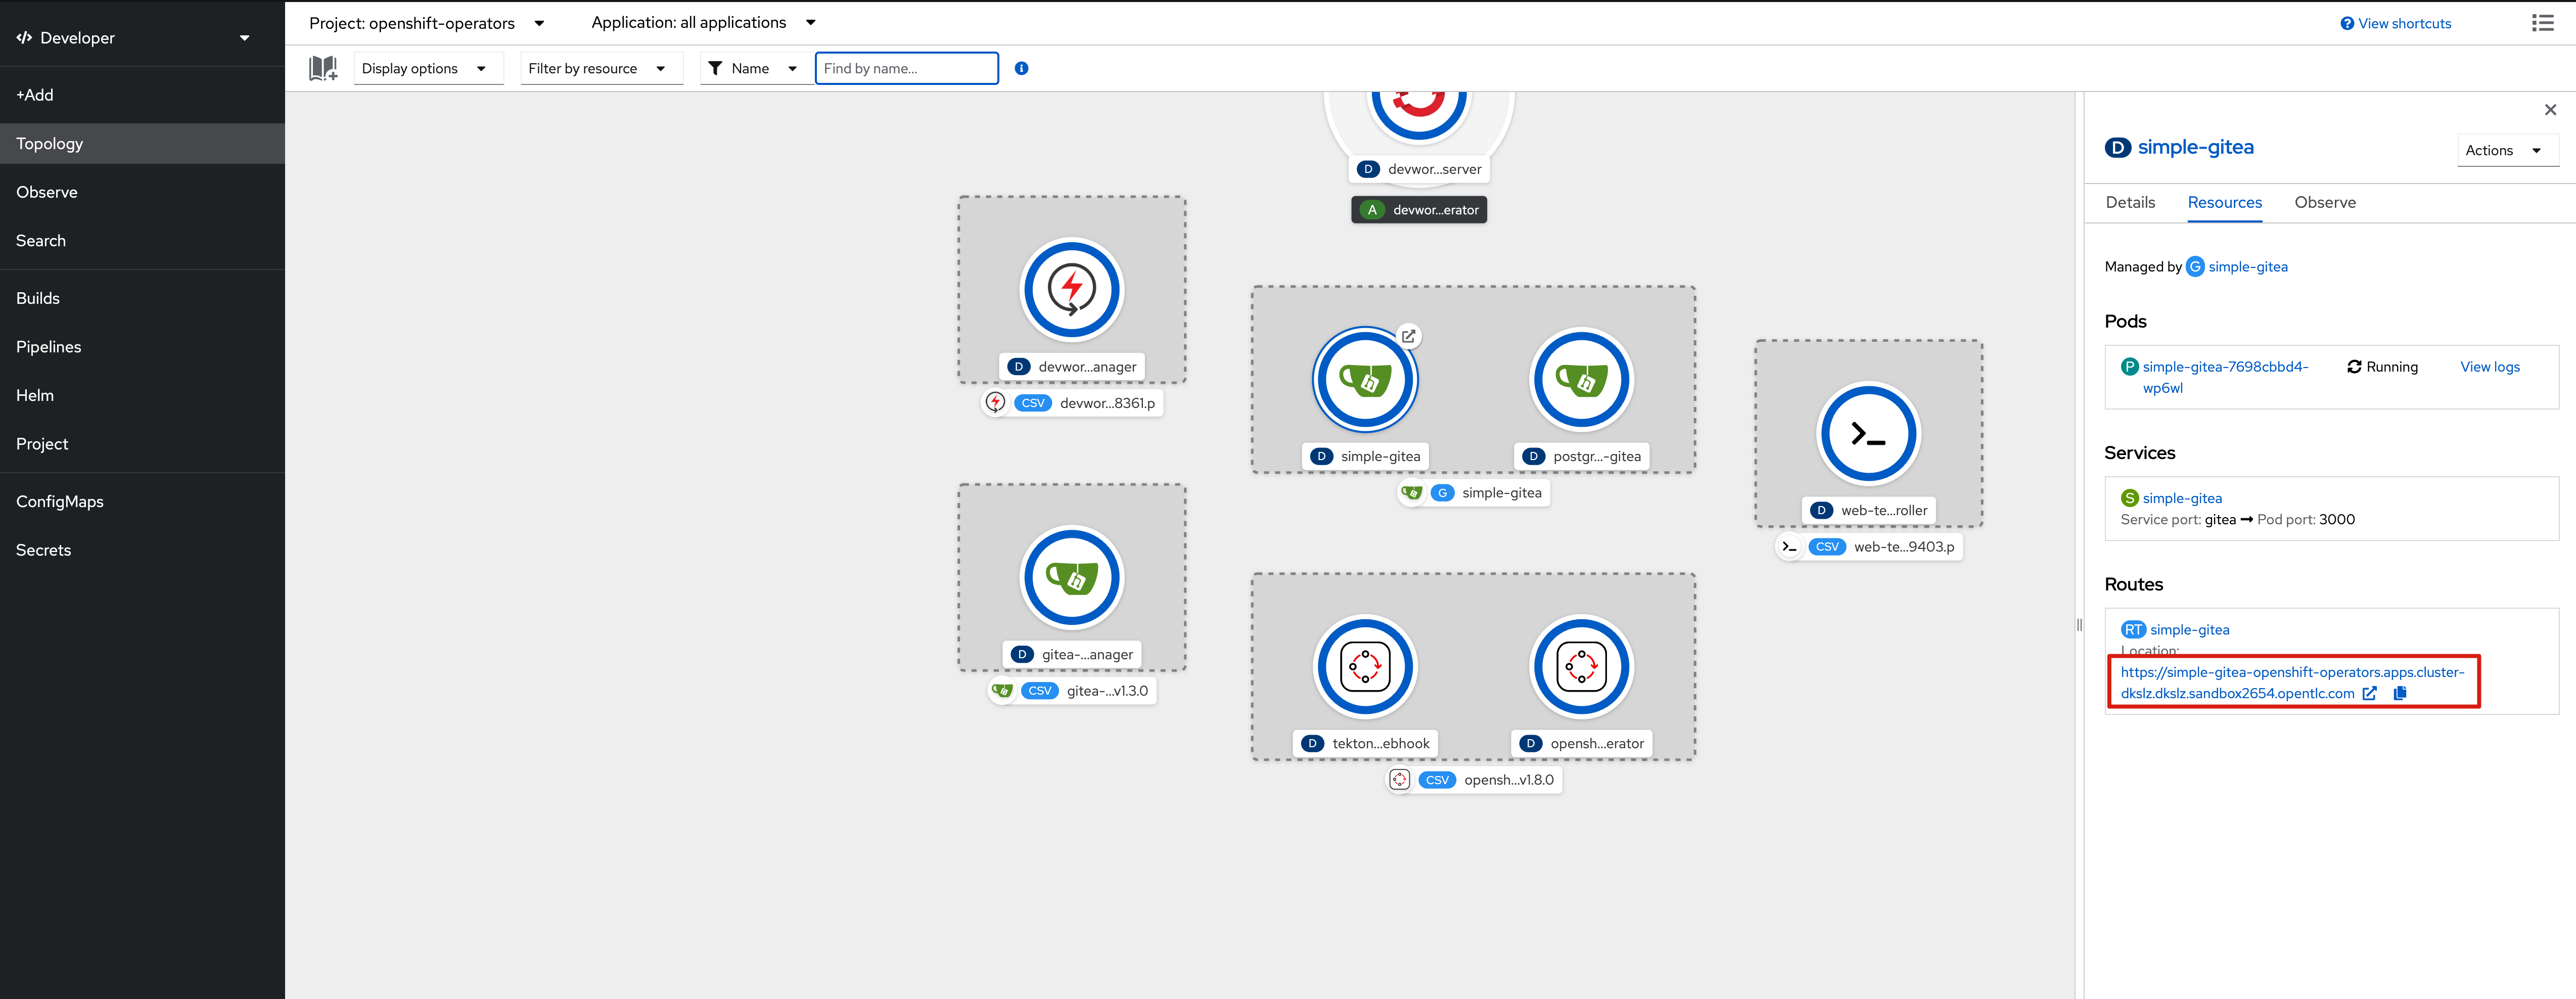 Developer
+Add
Topology
Observe
Search
Builds
Pipelines
Helm
Project
ConfigMaps
Secrets
Project: openshift-operators
Application: all applications
View shortcuts
Display options
Filter by resource
Name
Find by name...
D devwor...server
A devwor...erator
D devwor...anager
CSV devwor...8361.p
D simple-gitea
D postgr...-gitea
G simple-gitea
D web-te...roller
CSV web-te...9403.p
D gitea-...anager
CSV gitea-...v1.3.0
D tekton...ebhook
D opensh...erator
CSV opensh...v1.8.0
D simple-gitea
Actions
Details
Resources
Observe
Managed by G simple-gitea
Pods
P simple-gitea-7698cbbd4-
wp6wl
Running
View logs
Services
S simple-gitea
Service port: gitea → Pod port: 3000
Routes
RT simple-gitea
Location:
https://simple-gitea-openshift-operators.apps.cluster-
dkslz.dkslz.sandbox2654.opentlc.com